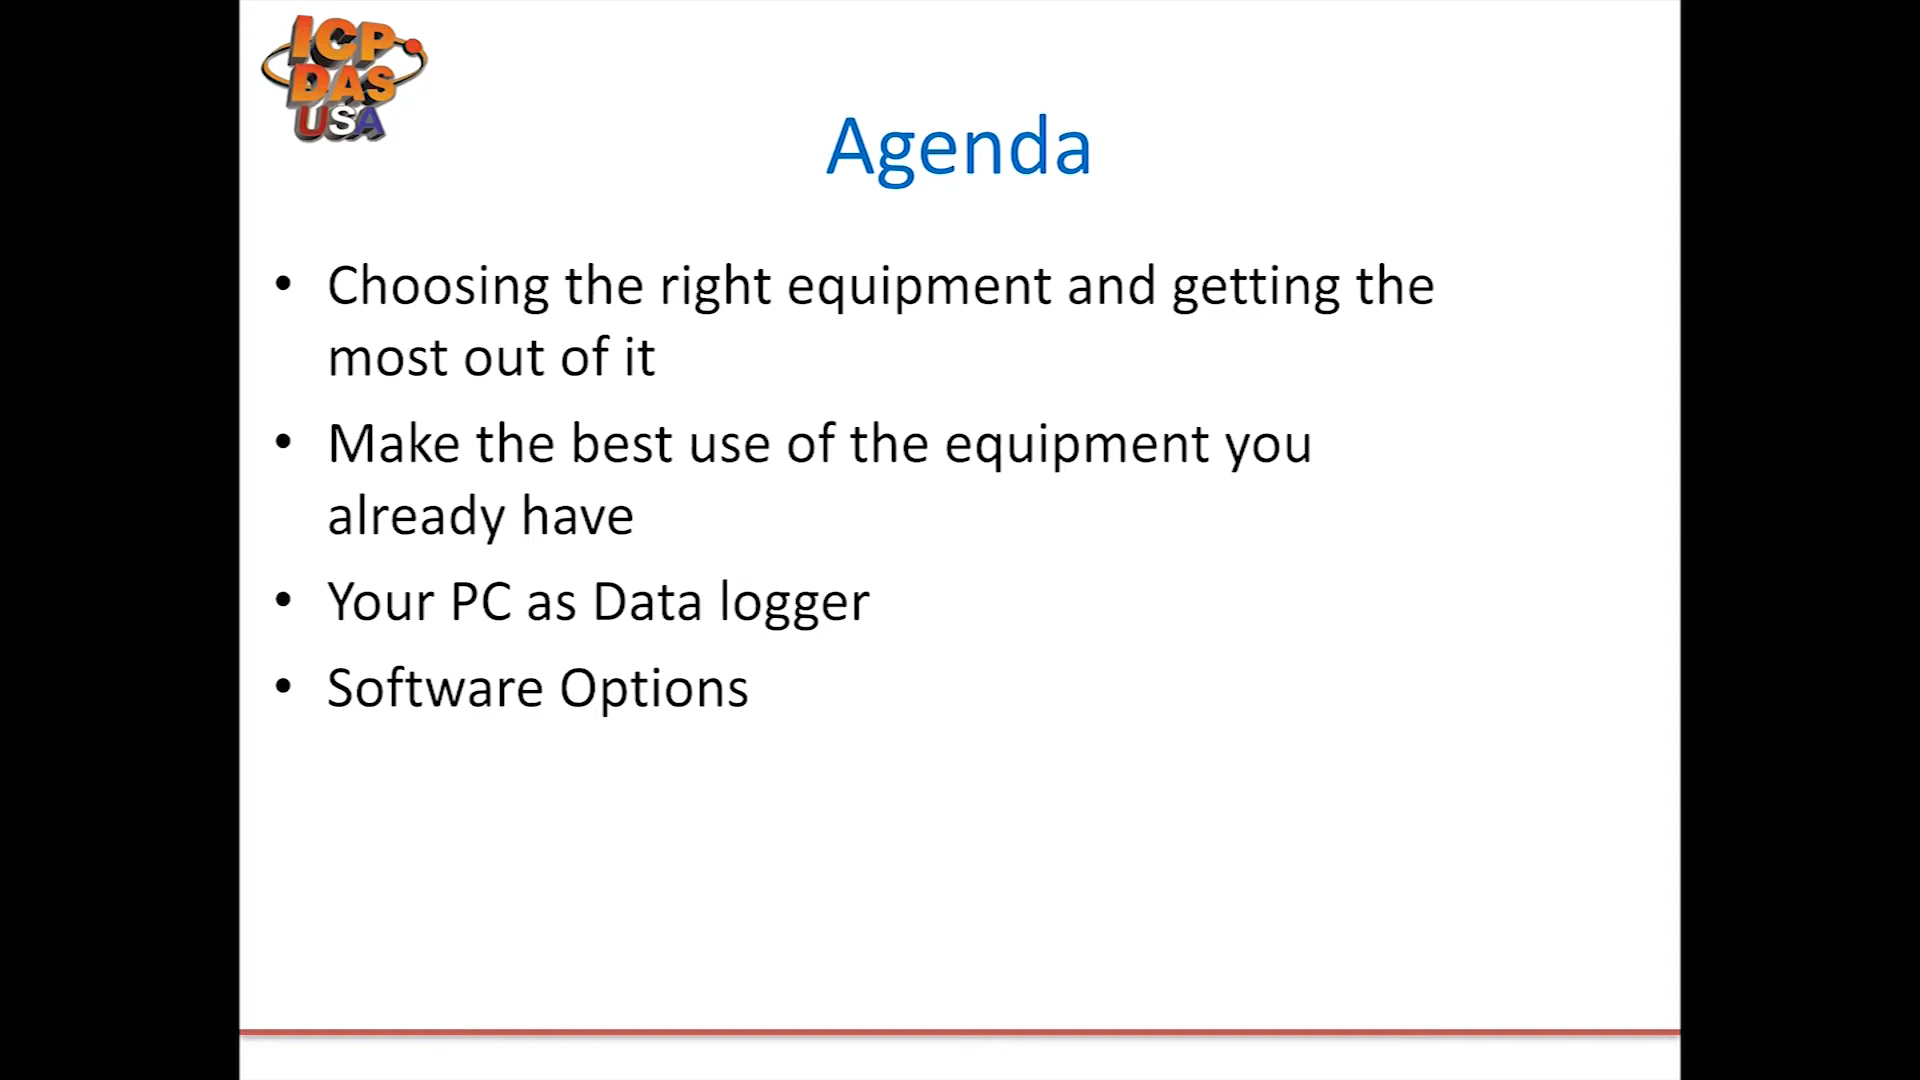 ICP
DAS
USA
Agenda
• Choosing the right equipment and getting the
most out of it
• Make the best use of the equipment you
already have
• Your PC as Data logger
• Software Options